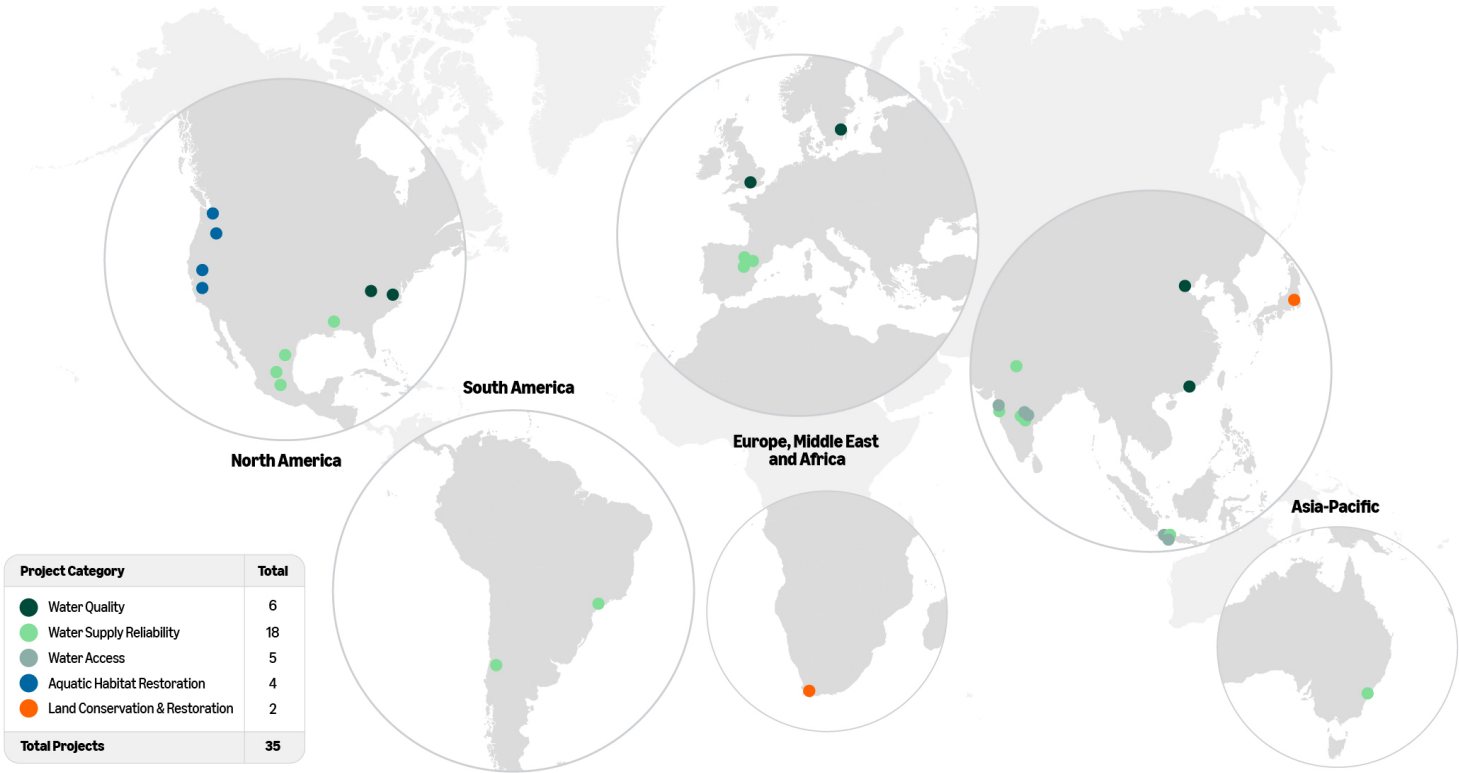 South America
North America
Europe, Middle East
and Africa
Asia-Pacific
Project Category Total
Water Quality 6
Water Supply Reliability 18
Water Access 5
Aquatic Habitat Restoration 4
Land Conservation & Restoration 2
Total Projects 35